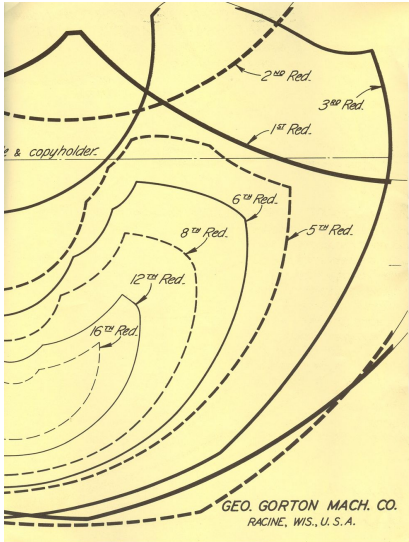 2ND Red.
3RD Red.
1ST Red.
& copyholder.
6TH Red.
8TH Red.
5TH Red.
12TH Red.
16TH Red.
GEO. GORTON MACH. CO.
RACINE, WIS., U.S.A.